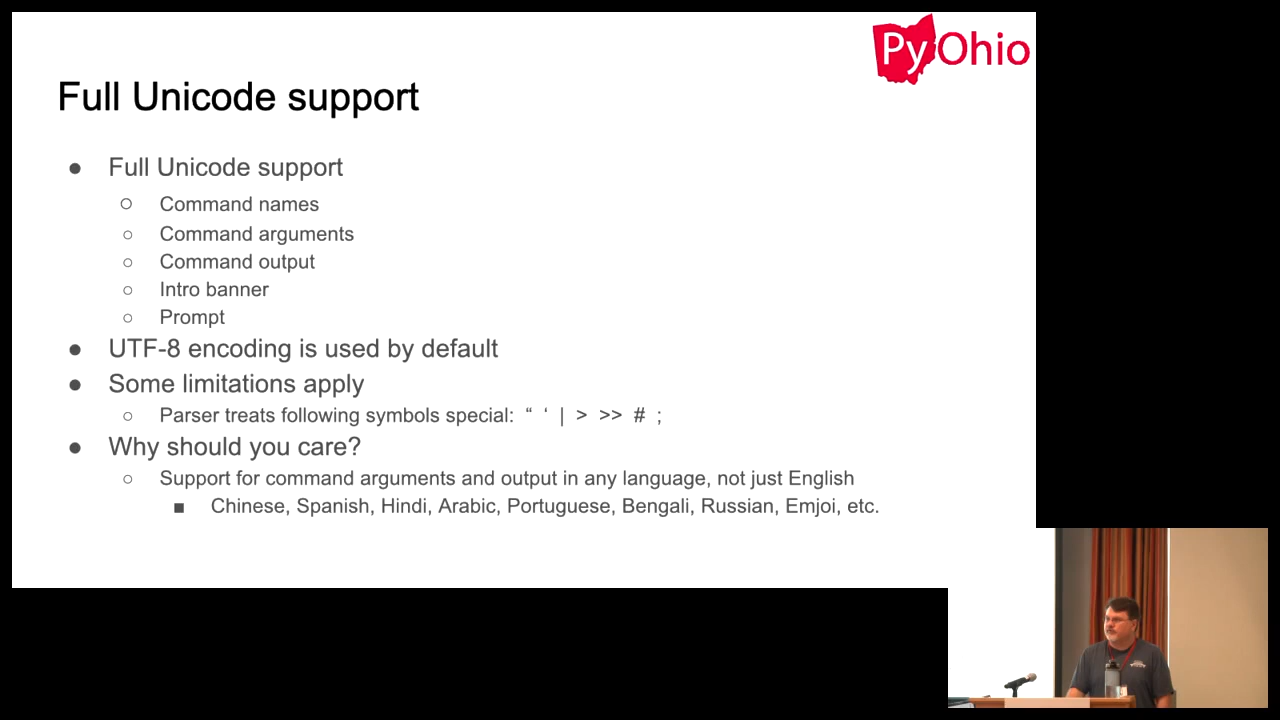 PyOhio
Full Unicode support
● Full Unicode support
○ Command names
○ Command arguments
○ Command output
○ Intro banner
○ Prompt
● UTF-8 encoding is used by default
● Some limitations apply
○ Parser treats following symbols special: “ ‘ | > >> # ;
● Why should you care?
○ Support for command arguments and output in any language, not just English
■ Chinese, Spanish, Hindi, Arabic, Portuguese, Bengali, Russian, Emjoi, etc.